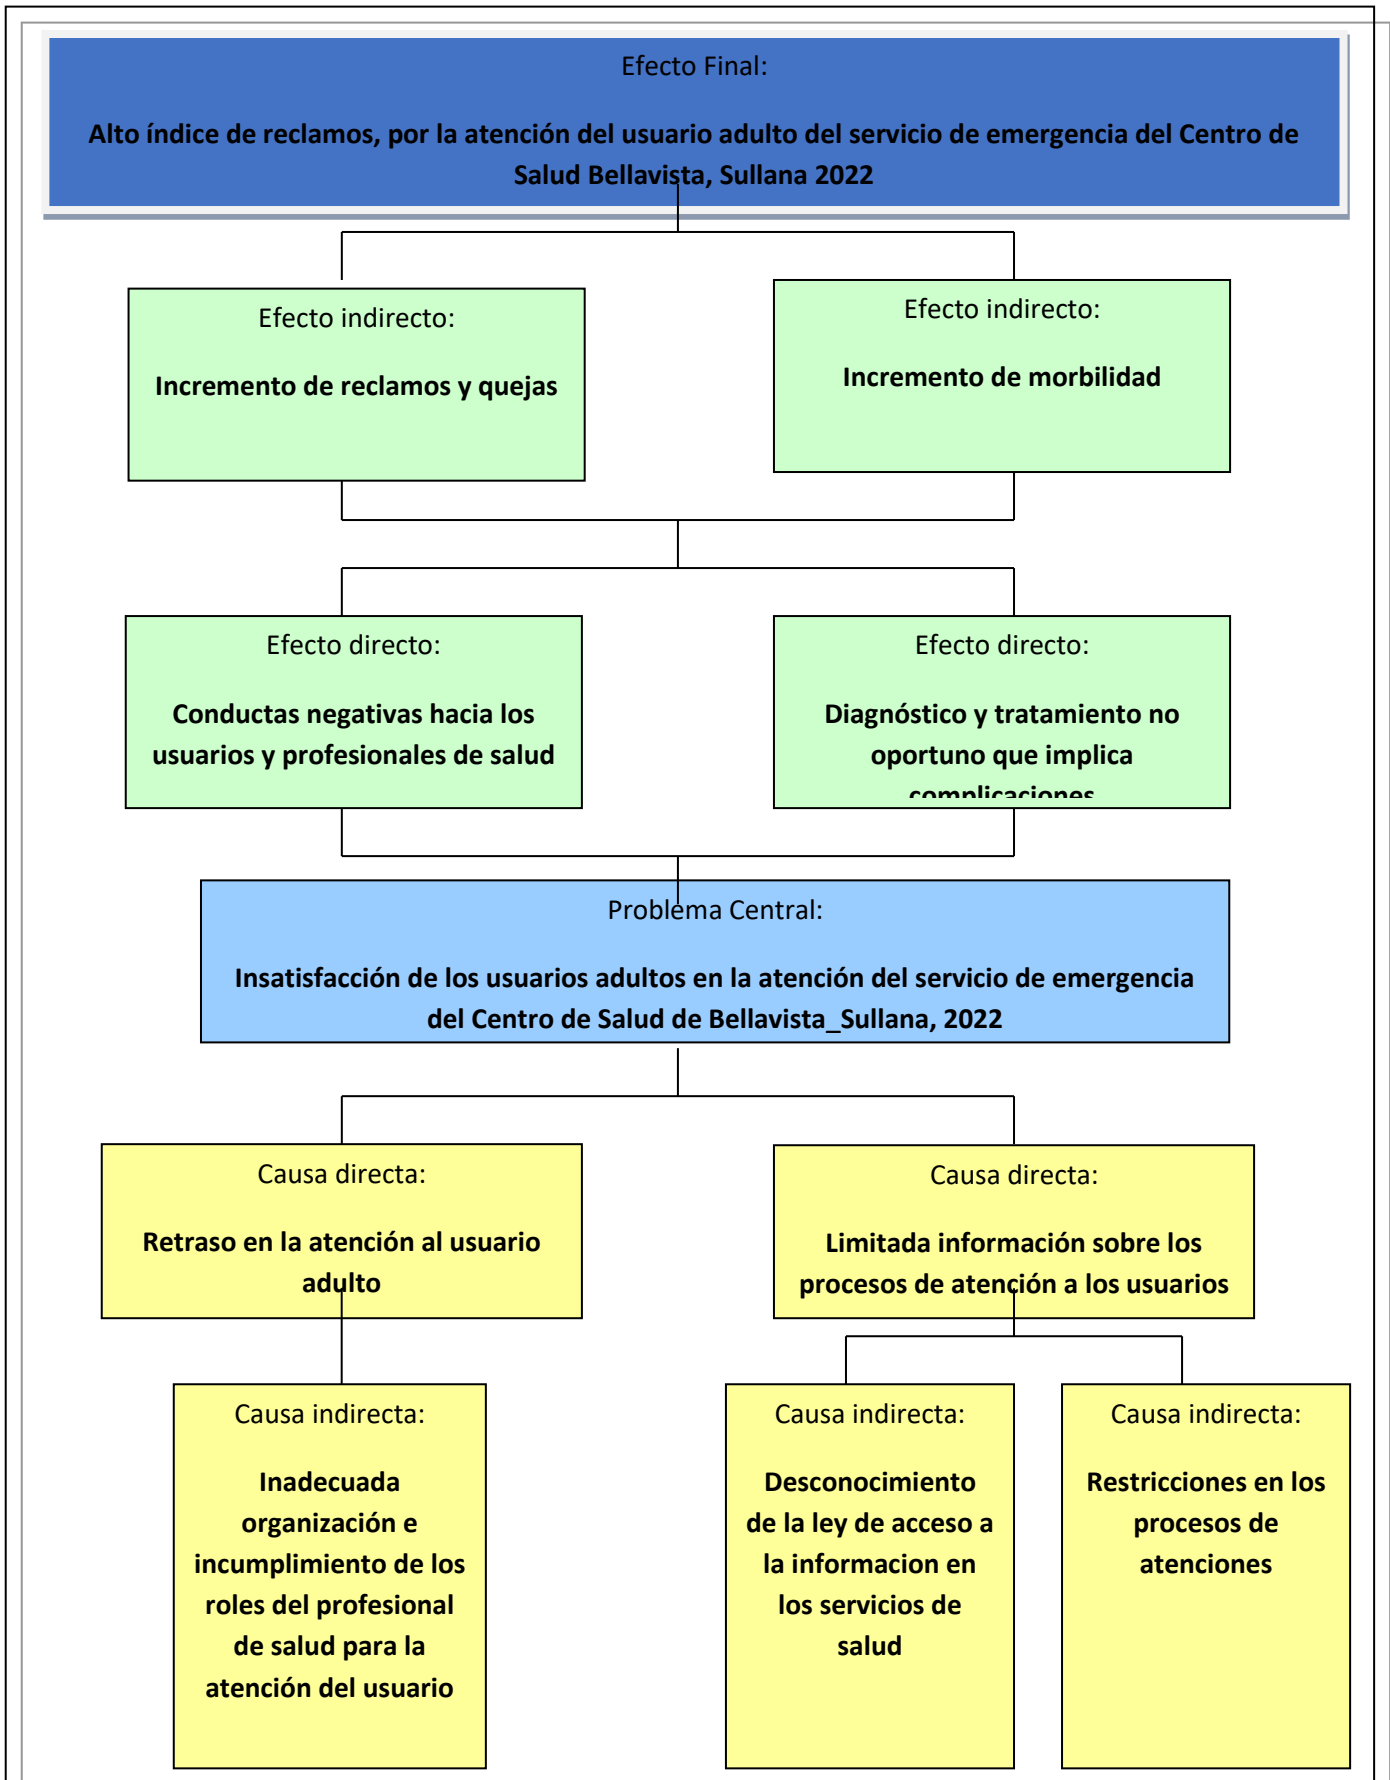 Efecto Final:
Alto índice de reclamos, por la atención del usuario adulto del servicio de emergencia del Centro de
Salud Bellavista, Sullana 2022
Efecto indirecto:
Incremento de reclamos y quejas
Efecto indirecto:
Incremento de morbilidad
Efecto directo:
Conductas negativas hacia los
usuarios y profesionales de salud
Efecto directo:
Diagnóstico y tratamiento no
oportuno que implica
complicaciones
Problema Central:
Insatisfacción de los usuarios adultos en la atención del servicio de emergencia
del Centro de Salud de Bellavista_Sullana, 2022
Causa directa:
Retraso en la atención al usuario
adulto
Causa directa:
Limitada información sobre los
procesos de atención a los usuarios
Causa indirecta:
Inadecuada
organización e
incumplimiento de los
roles del profesional
de salud para la
atención del usuario
Causa indirecta:
Desconocimiento
de la ley de acceso a
la informacion en
los servicios de
salud
Causa indirecta:
Restricciones en los
procesos de
atenciones